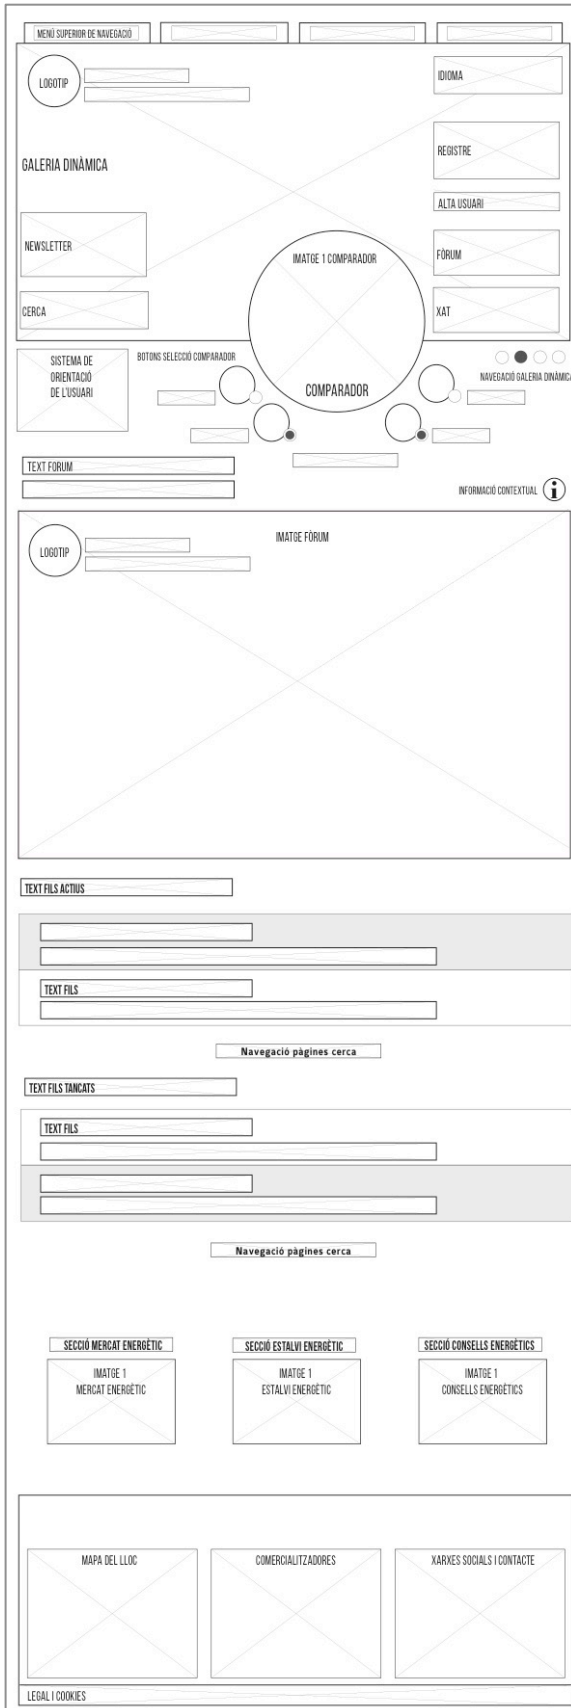 MENÚ SUPERIOR DE NAVEGACIÓ
LOGOTIP
IDIOMA
REGISTRE
GALERIA DINÀMICA
ALTA USUARI
NEWSLETTER
FÒRUM
IMATGE 1 COMPARADOR
CERCA
XAT
SISTEMA DE
ORIENTACIÓ
DE L'USUARI
BOTONS SELECCIÓ COMPARADOR
COMPARADOR
NAVEGACIÓ GALERIA DINÀMICA
TEXT FORUM
INFORMACIÓ CONTEXTUAL i
IMATGE FÒRUM
LOGOTIP
TEXT FILS ACTIUS
TEXT FILS
Navegació pàgines cerca
TEXT FILS TANCATS
TEXT FILS
Navegació pàgines cerca
SECCIÓ MERCAT ENERGÈTIC
IMATGE 1
MERCAT ENERGÈTIC
SECCIÓ ESTALVI ENERGÈTIC
IMATGE 1
ESTALVI ENERGÈTIC
SECCIÓ CONSELLS ENERGÈTICS
IMATGE 1
CONSELLS ENERGÈTICS
MAPA DEL LLOC
COMERCIALITZADORES
XARXES SOCIALS I CONTACTE
LEGAL I COOKIES